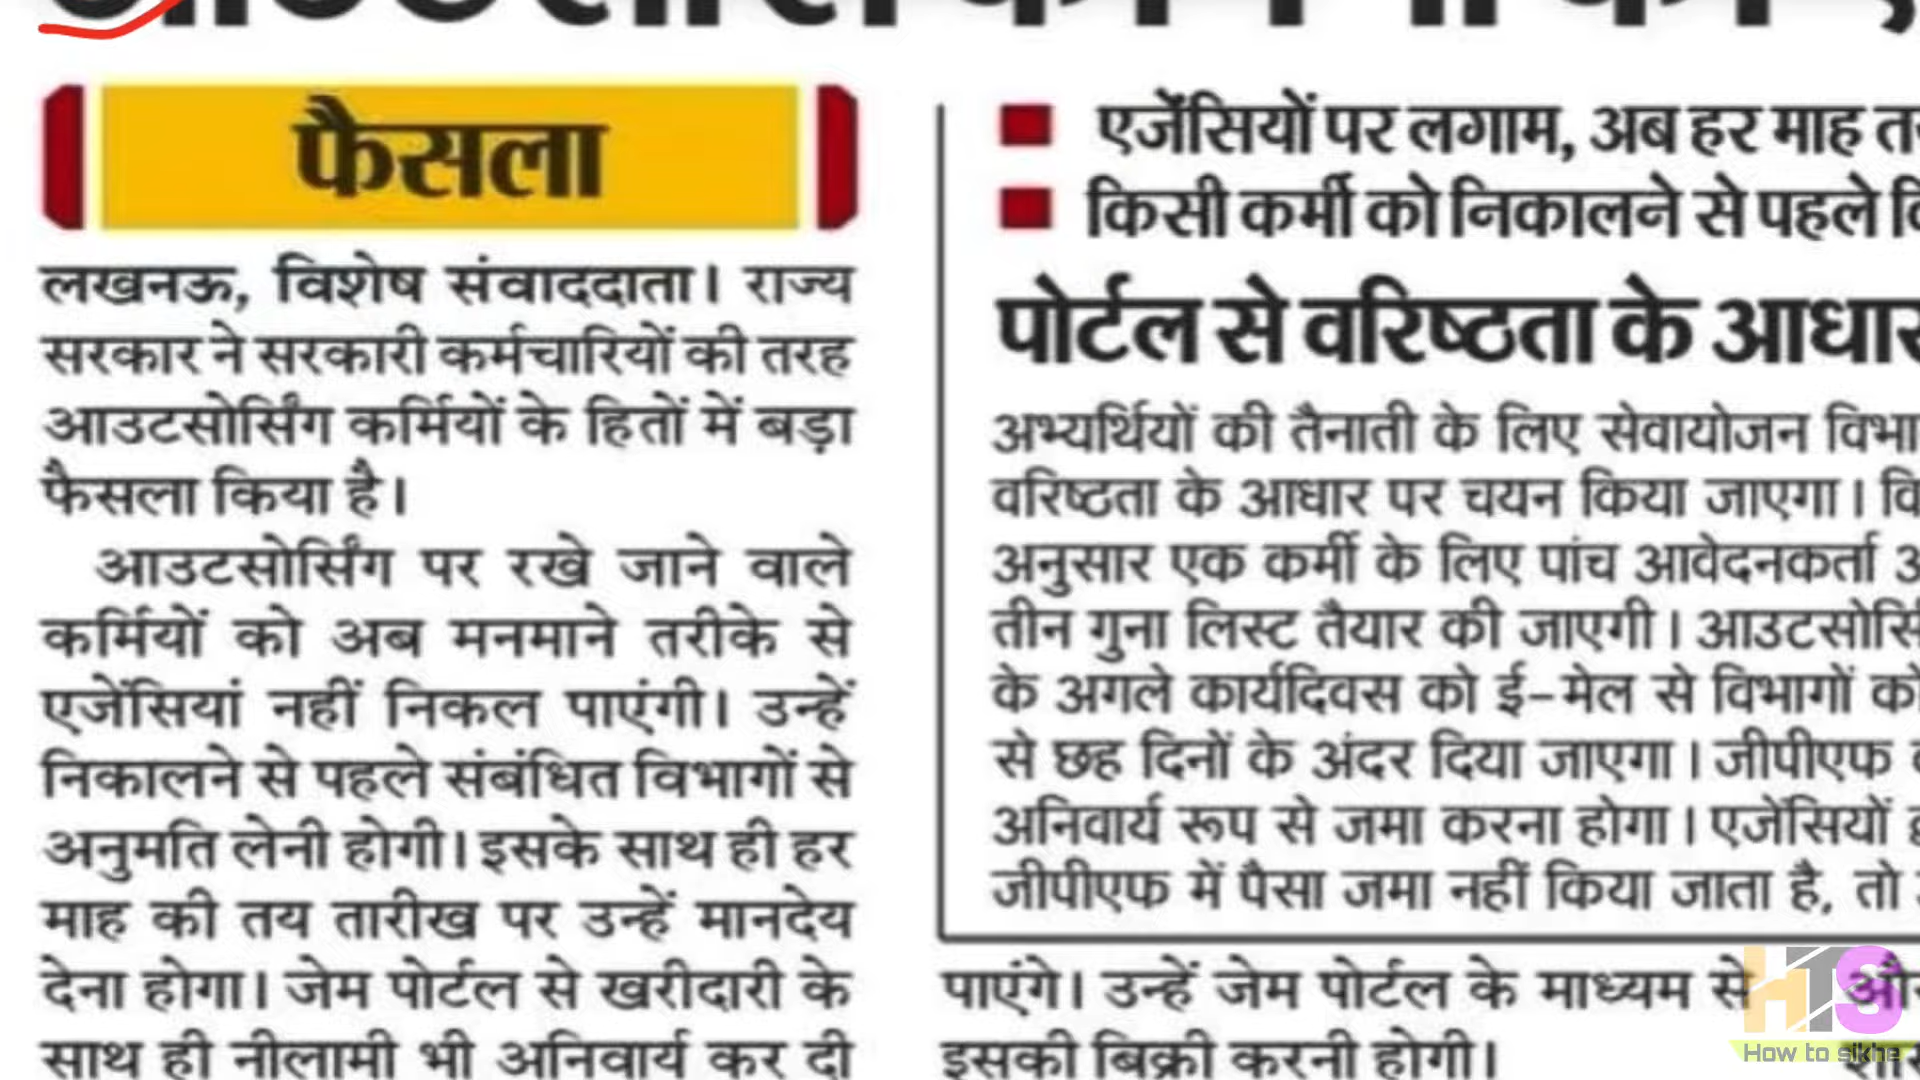 फैसला
लखनऊ, विशेष संवाददाता। राज्य
सरकार ने सरकारी कर्मचारियों की तरह
आउटसोर्सिंग कर्मियों के हितों में बड़ा
फैसला किया है।
आउटसोर्सिंग पर रखे जाने वाले
कर्मियों को अब मनमाने तरीके से
एजेंसियां नहीं निकल पाएंगी। उन्हें
निकालने से पहले संबंधित विभागों से
अनुमति लेनी होगी। इसके साथ ही हर
माह की तय तारीख पर उन्हें मानदेय
देना होगा। जेम पोर्टल से खरीदारी के
साथ ही नीलामी भी अनिवार्य कर दी
एजेंसियों पर लगाम, अब हर माह
किसी कर्मी को निकालने से पहले
पोर्टल से वरिष्ठता के आधार
अभ्यर्थियों की तैनाती के लिए सेवायोजन
वरिष्ठता के आधार पर चयन किया जाएगा।
अनुसार एक कर्मी के लिए पांच आवेदनकर्ता
तीन गुना लिस्ट तैयार की जाएगी।
के अगले कार्यदिवस को ई-मेल से विभागों
से छह दिनों के अंदर दिया जाएगा। जीपीएफ
अनिवार्य रूप से जमा करना होगा। एजेंसियों
जीपीएफ में पैसा जमा नहीं किया जाता है, तो
पाएंगे। उन्हें जेम पोर्टल के माध्यम से
इसकी बिक्री करनी होगी।
HTS
How to sikhe